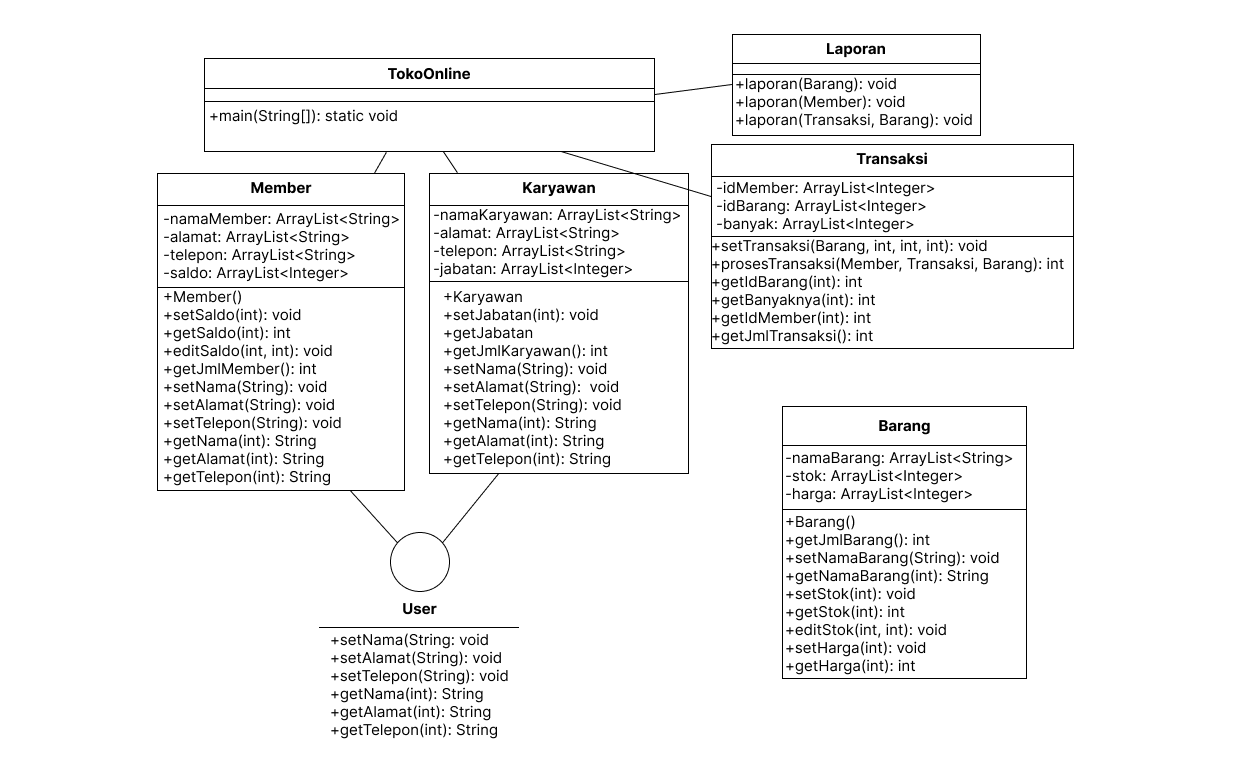 TokoOnline
+main(String[]): static void
Laporan
+laporan(Barang): void
+laporan(Member): void
+laporan(Transaksi, Barang): void
Member
-namaMember: ArrayList<String>
-alamat: ArrayList<String>
-telepon: ArrayList<String>
-saldo: ArrayList<Integer>
+Member()
+setSaldo(int): void
+getSaldo(int): int
+editSaldo(int, int): void
+getJmlMember(): int
+setNama(String): void
+setAlamat(String): void
+setTelepon(String): void
+getNama(int): String
+getAlamat(int): String
+getTelepon(int): String
Karyawan
-namaKaryawan: ArrayList<String>
-alamat: ArrayList<String>
-telepon: ArrayList<String>
-jabatan: ArrayList<Integer>
+Karyawan
+setJabatan(int): void
+getJabatan
+getJmlKaryawan(): int
+setNama(String): void
+setAlamat(String):  void
+setTelepon(String): void
+getNama(int): String
+getAlamat(int): String
+getTelepon(int): String
Transaksi
-idMember: ArrayList<Integer>
-idBarang: ArrayList<Integer>
-banyak: ArrayList<Integer>
+setTransaksi(Barang, int, int, int): void
+prosesTransaksi(Member, Transaksi, Barang): int
+getIdBarang(int): int
+getBanyaknya(int): int
+getIdMember(int): int
+getJmlTransaksi(): int
Barang
-namaBarang: ArrayList<String>
-stok: ArrayList<Integer>
-harga: ArrayList<Integer>
+Barang()
+getJmlBarang(): int
+setNamaBarang(String): void
+getNamaBarang(int): String
+setStok(int): void
+getStok(int): int
+editStok(int, int): void
+setHarga(int): void
+getHarga(int): int
User
+setNama(String: void
+setAlamat(String): void
+setTelepon(String): void
+getNama(int): String
+getAlamat(int): String
+getTelepon(int): String